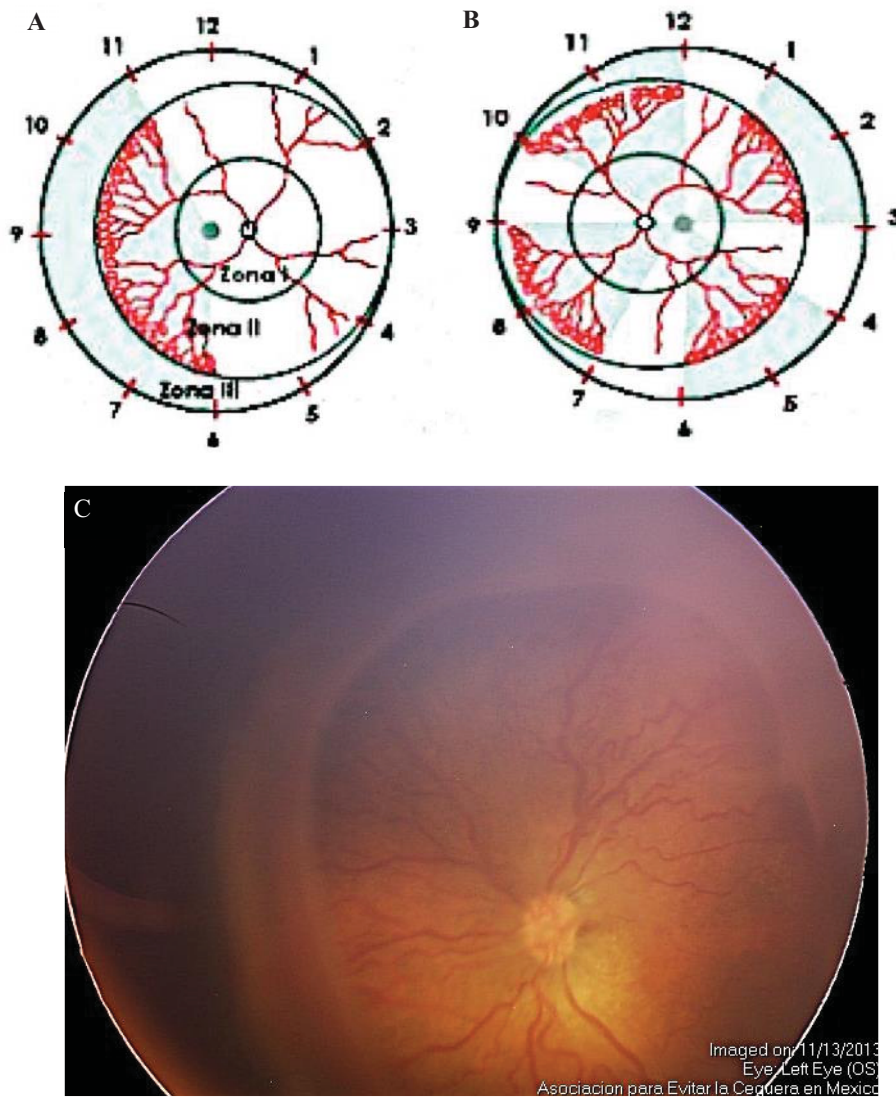 A
12
11
1
10
2
9
3
8
4
7
5
6
Zona I
Zona II
Zona III
B
12
11
1
10
2
9
3
8
4
7
5
6
C
Imaged on: 11/13/2013
Eye: Left Eye (OS)
Asociacion para Evitar la Ceguera en Mexico